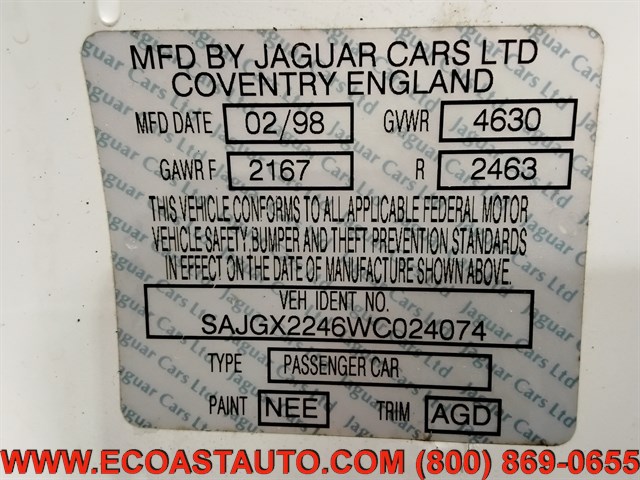 MFD BY JAGUAR CARS LTD
COVENTRY ENGLAND
MFD DATE 02/98 GVWR 4630
GAWR F 2167 R 2463
THIS VEHICLE CONFORMS TO ALL APPLICABLE FEDERAL MOTOR
VEHICLE SAFETY BUMPER AND THEFT PREVENTION STANDARDS
IN EFFECT ON THE DATE OF MANUFACTURE SHOWN ABOVE.
VEH IDENT NO.
SAJGX2246WC024074
TYPE PASSENGER CAR
PAINT NEE TRIM AGD
WWW.ECOASTAUTO.COM (800) 869-0655